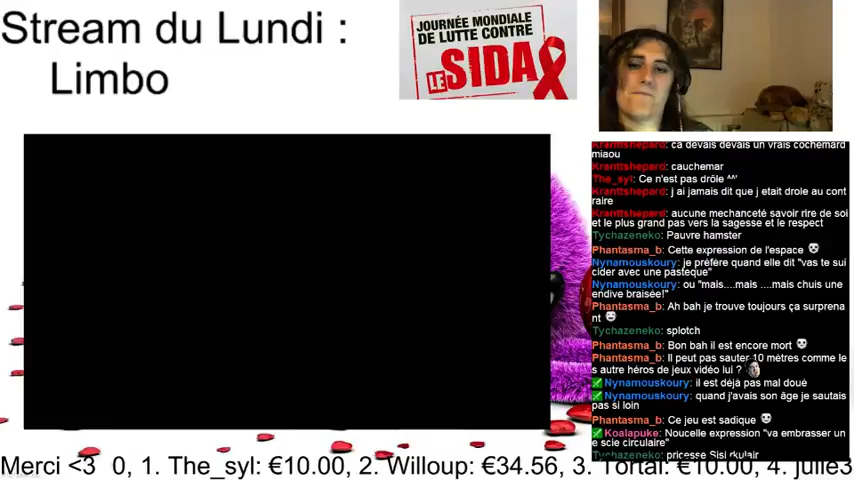 Stream du Lundi :
Limbo
JOURNÉE MONDIALE
DE LUTTE CONTRE
LE SIDA
Kranttshepard: ca devais devais un vrais cochemard
miaou
Kranttshepard: cauchemar
The_syl: Ce n'est pas drôle ^^'
Kranttshepard: j ai jamais dit que j etait drole au cont
raire
Kranttshepard: aucune mechanceté savoir rire de soi
et le plus grand pas vers la sagesse et le respect
Tychazeneko: Pauvre hamster
Phantasma_b: Cette expression de l'espace
Nynamouskoury: je préfère quand elle dit "vas te sui
cider avec une pasteque"
Nynamouskoury: ou "mais....mais ....mais chuis une
endive braisée!"
Phantasma_b: Ah bah je trouve toujours ça surprena
nt
Tychazeneko: splotch
Phantasma_b: Bon bah il est encore mort
Phantasma_b: Il peut pas sauter 10 mètres comme le
s autre héros de jeux vidéo lui ?
Nynamouskoury: il est déjà pas mal doué
Nynamouskoury: quand j'avais son âge je sautais
pas si loin
Phantasma_b: Ce jeu est sadique
Koalapuke: Noucelle expression "va embrasser un
e scie circulaire"
Tychazeneko: pricesse Sisi rkulair
Merci <3 0, 1. The_syl: €10.00, 2. Willoup: €34.56, 3. Tortal: €10.00, 4. julie3